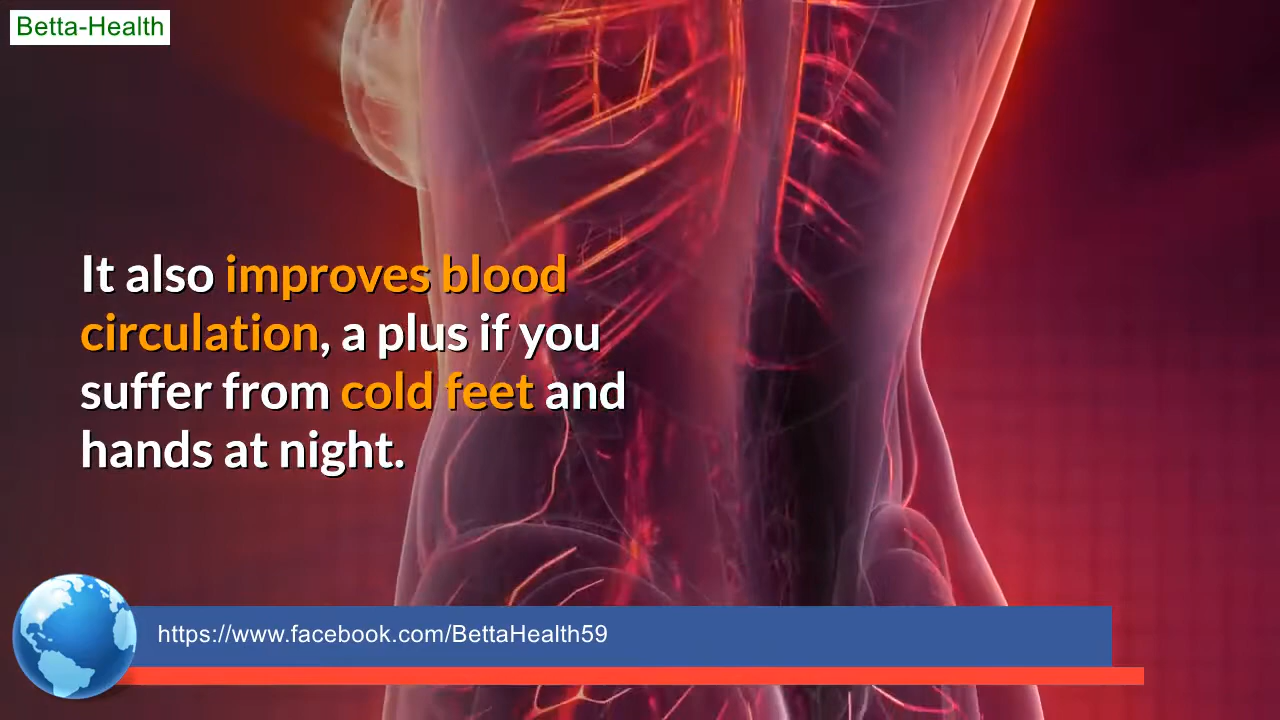 Betta-Health
It also improves blood
circulation, a plus if you
suffer from cold feet and
hands at night.
https://www.facebook.com/BettaHealth59